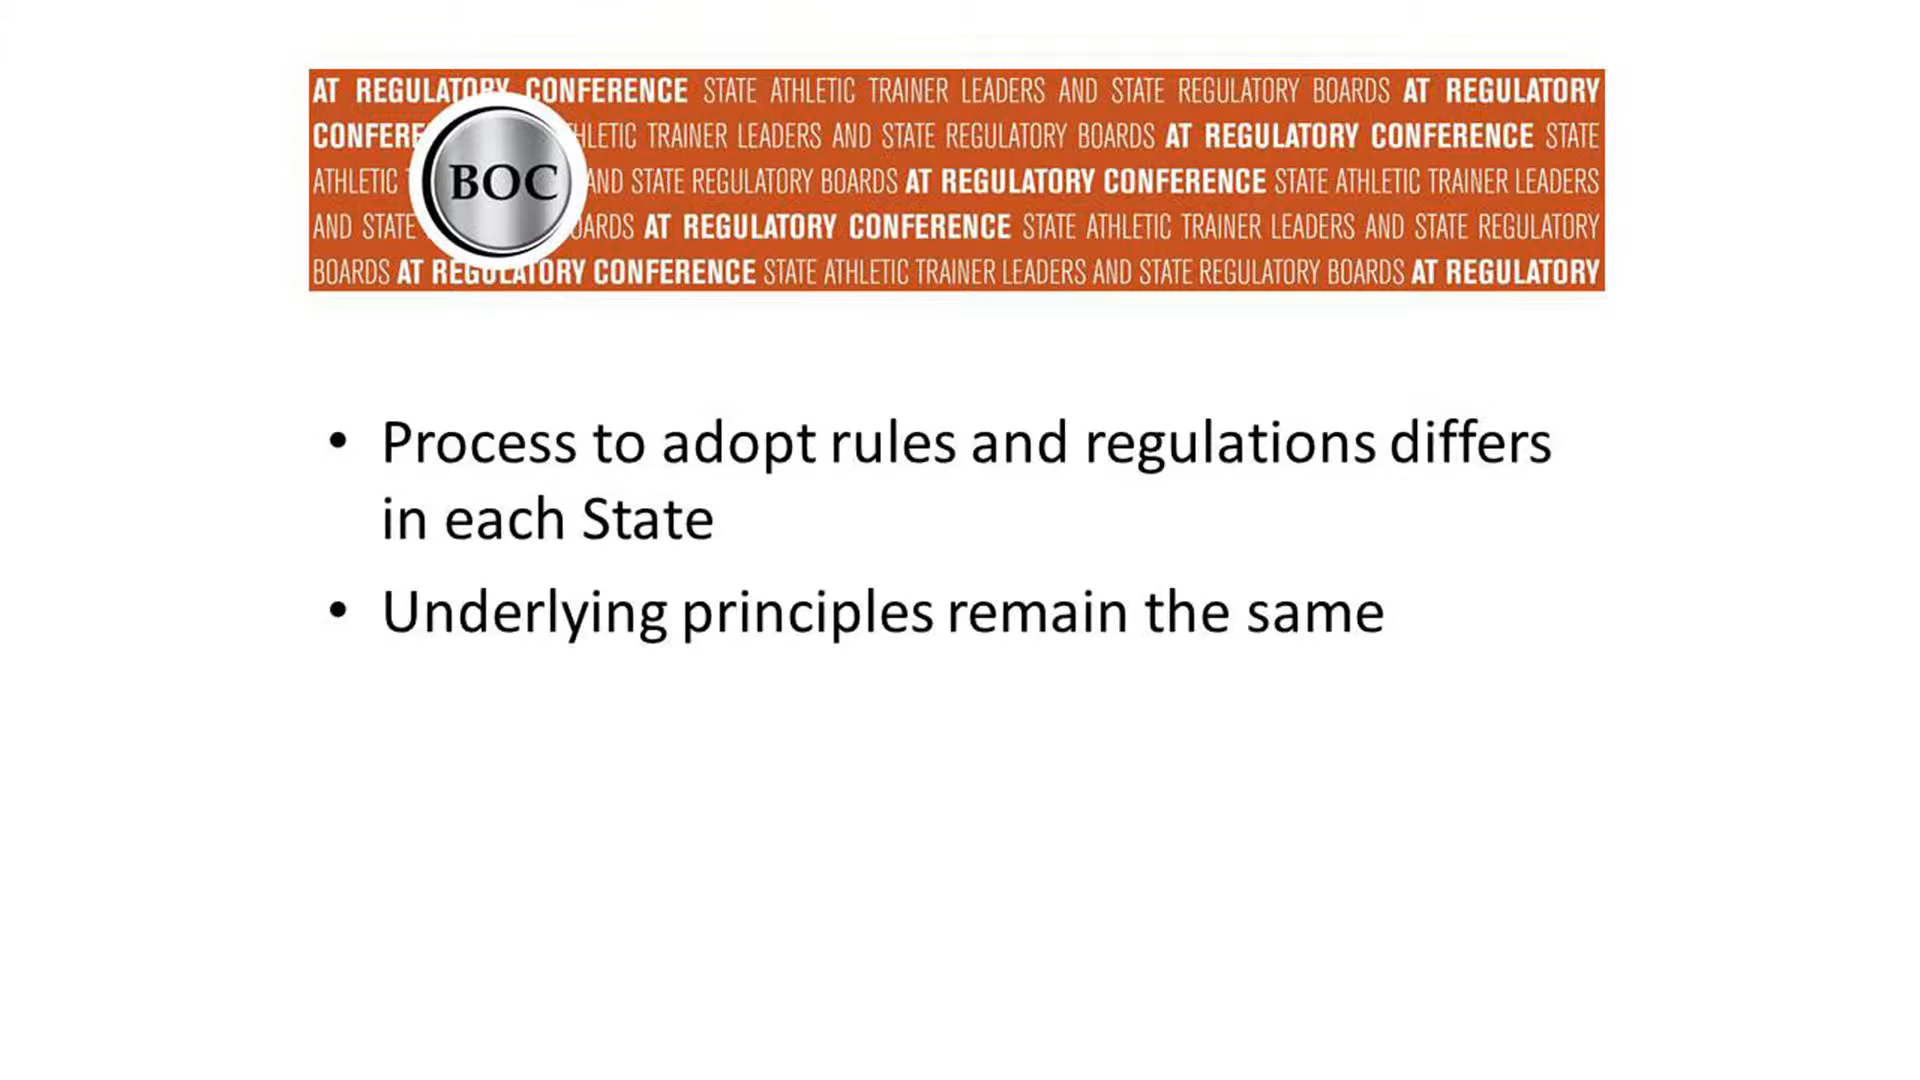 AT REGULATORY CONFERENCE STATE ATHLETIC TRAINER LEADERS AND STATE REGULATORY BOARDS AT REGULATORY
HLETIC TRAINER LEADERS AND STATE REGULATORY BOARDS AT REGULATORY CONFERENCE STATE
ATHLETIC AND STATE REGULATORY BOARDS AT REGULATORY CONFERENCE STATE ATHLETIC TRAINER LEADERS
BOC
AND STATE AT REGULATORY CONFERENCE STATE ATHLETIC TRAINER LEADERS AND STATE REGULATORY
BOARDS AT REGULATORY CONFERENCE STATE ATHLETIC TRAINER LEADERS AND STATE REGULATORY BOARDS AT REGULATORY
• Process to adopt rules and regulations differs
in each State
• Underlying principles remain the same